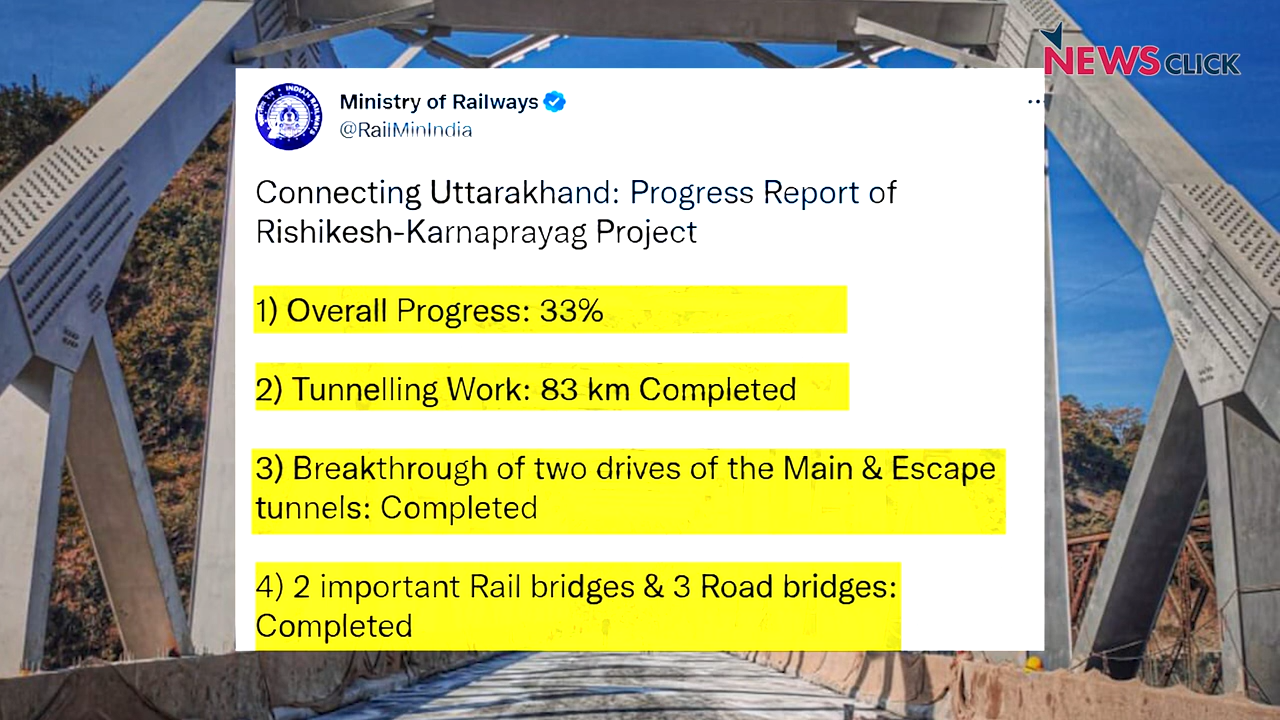 NEWSCLICK
Ministry of Railways
@RailMinIndia
Connecting Uttarakhand: Progress Report of
Rishikesh-Karnaprayag Project
1) Overall Progress: 33%
2) Tunnelling Work: 83 km Completed
3) Breakthrough of two drives of the Main & Escape
tunnels: Completed
4) 2 important Rail bridges & 3 Road bridges:
Completed